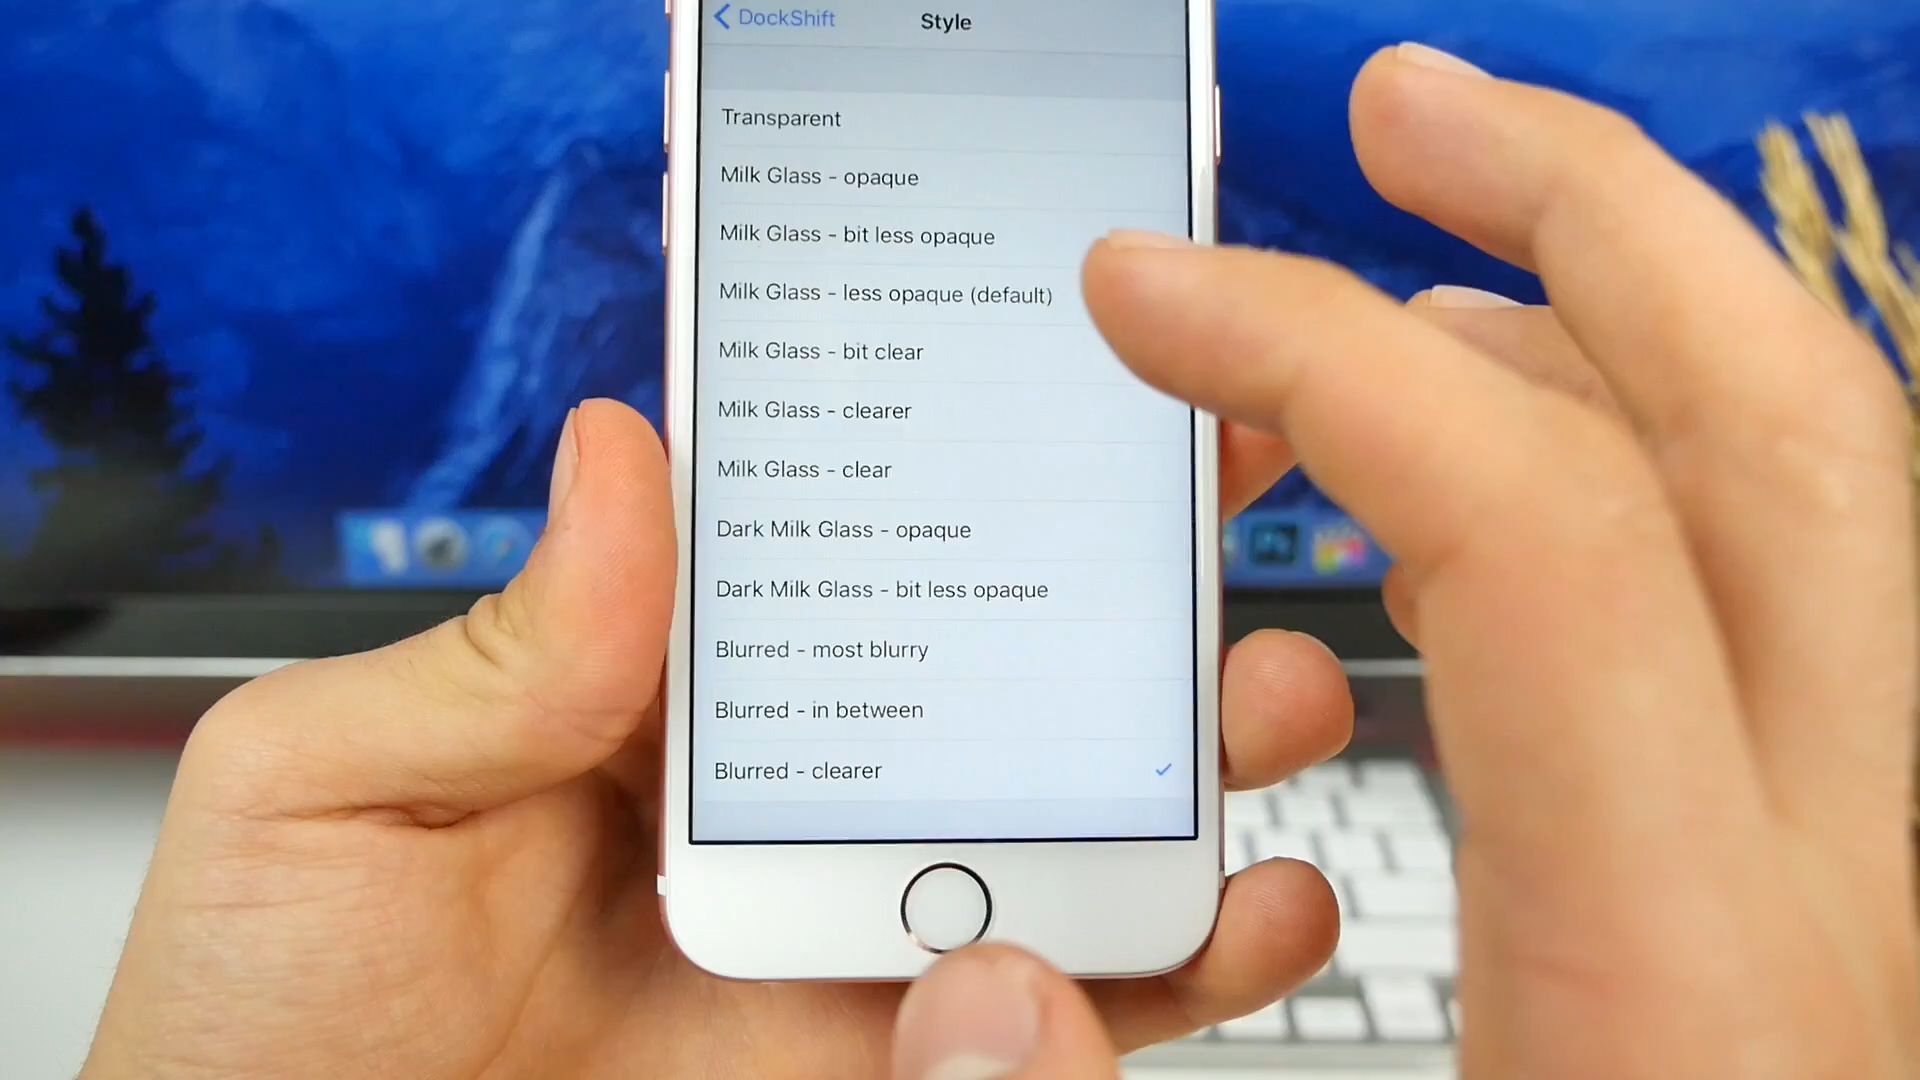 DockShift
Style
Transparent
Milk Glass - opaque
Milk Glass - bit less opaque
Milk Glass - less opaque (default)
Milk Glass - bit clear
Milk Glass - clearer
Milk Glass - clear
Dark Milk Glass - opaque
Dark Milk Glass - bit less opaque
Blurred - most blurry
Blurred - in between
Blurred - clearer